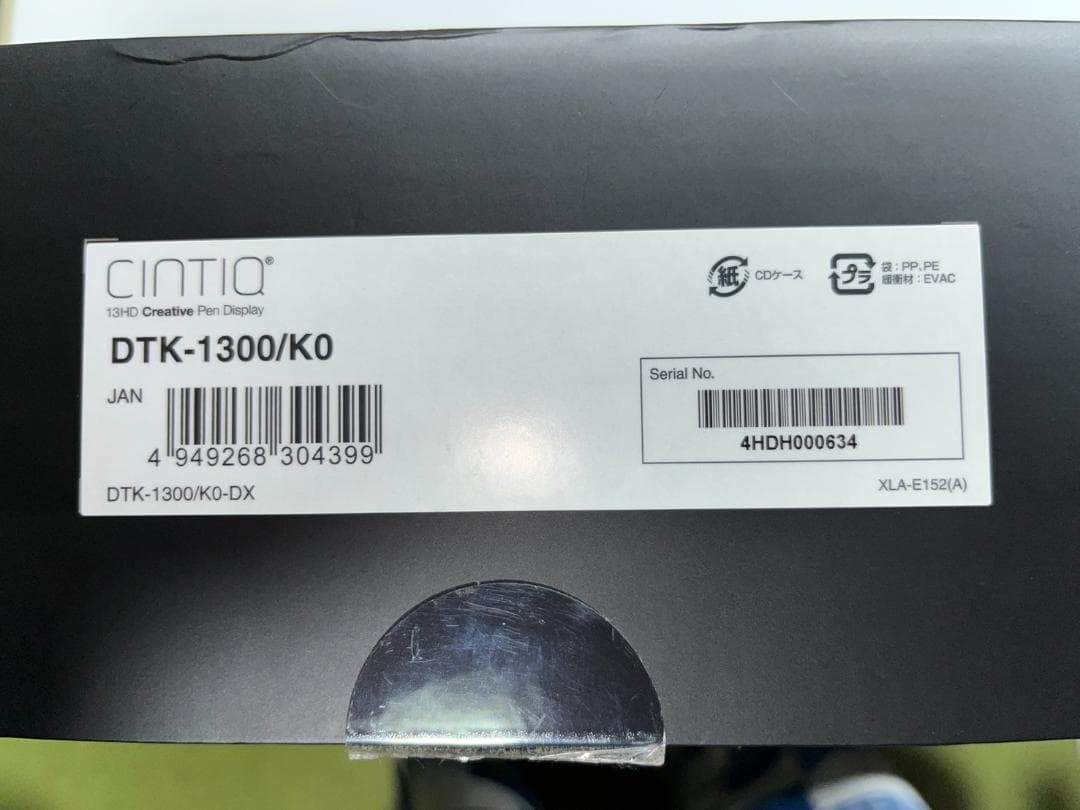 CINTIQ®
13HD Creative Pen Display
DTK-1300/K0
JAN
4 949268 304399
DTK-1300/K0-DX
紙 CDケース
プラ 袋：PP、PE
緩衝材：EVAC
Serial No.
4HDH000634
XLA-E152(A)